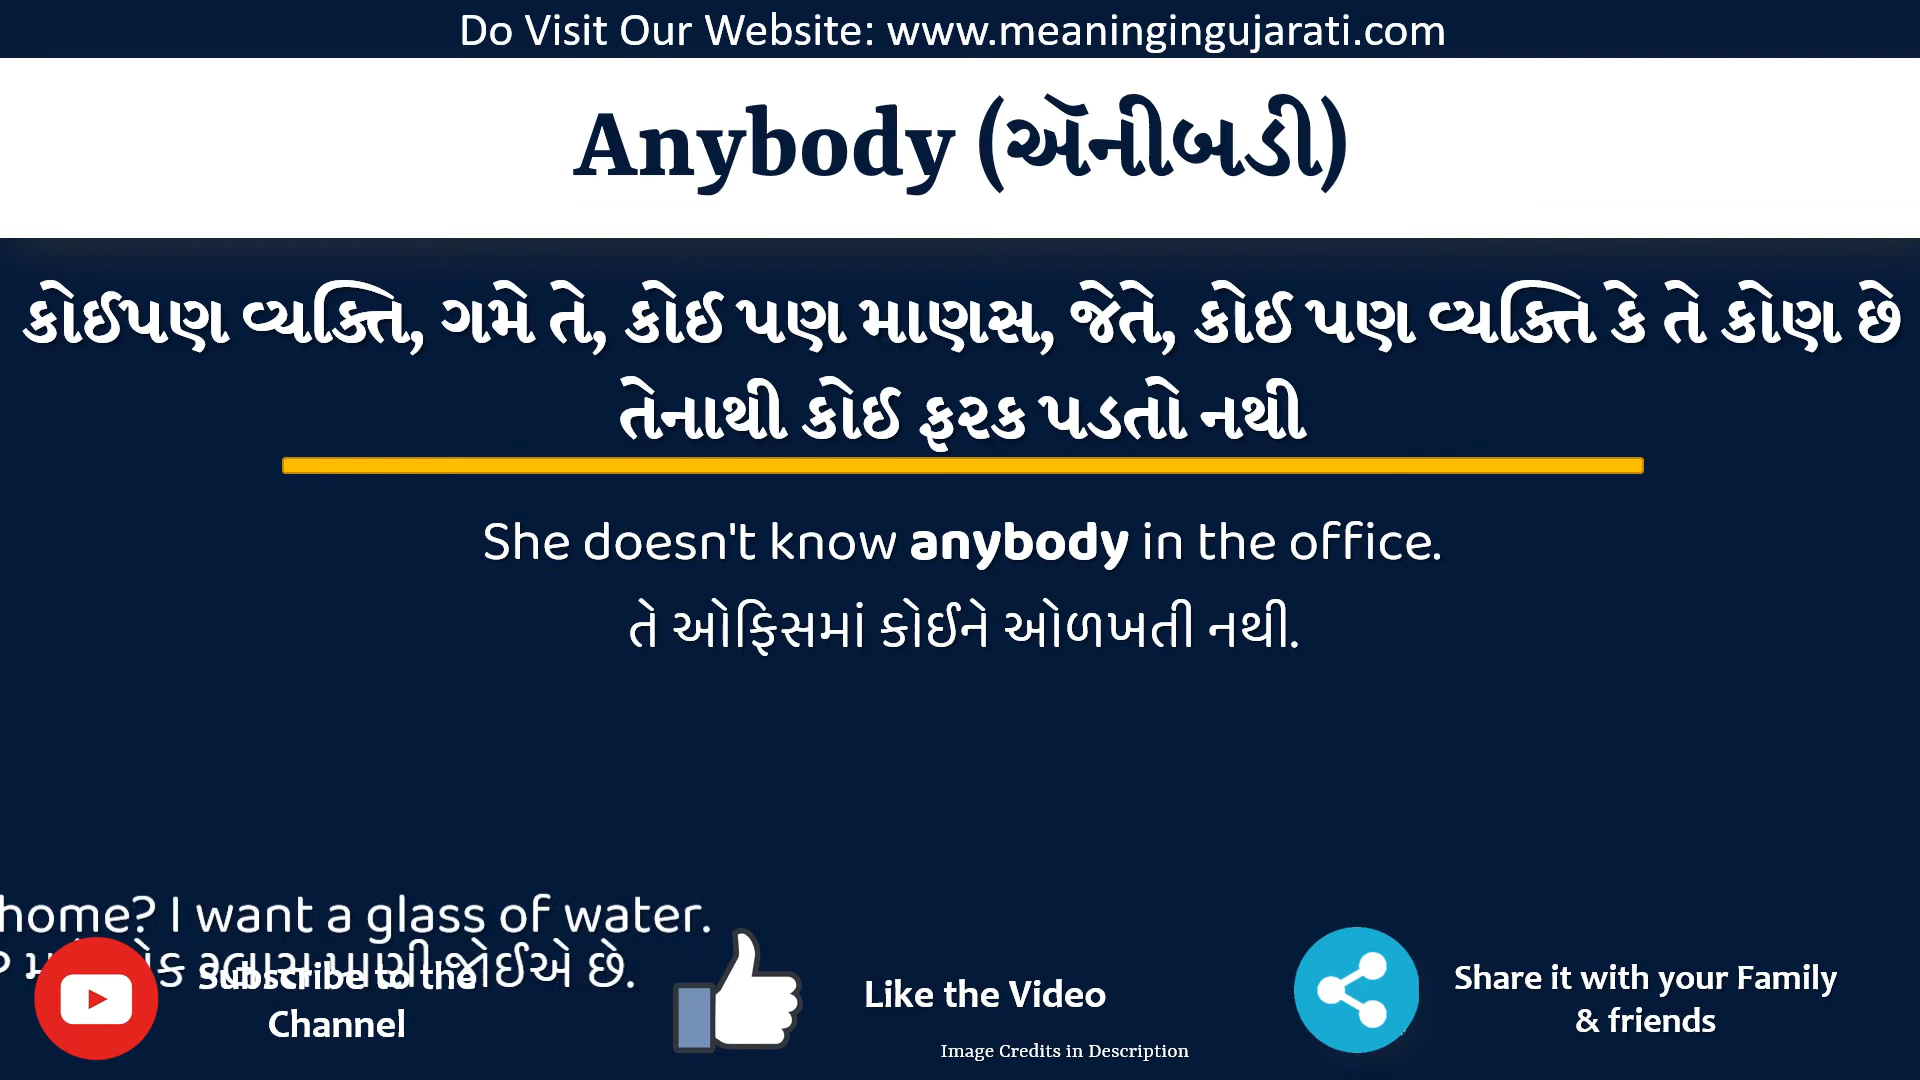 Do Visit Our Website: www.meaningingujarati.com
Anybody (ઍનીબડી)
કોઈપણ વ્યક્તિ, ગમે તે, કોઈ પણ માણસ, જેતે, કોઈ પણ વ્યક્તિ કે તે કોણ છે
તેનાથી કોઈ ફરક પડતો નથી
She doesn't know anybody in the office.
તે ઓફિસમાં કોઈને ઓળખતી નથી.
home? I want a glass of water.
પાણી જોઈએ છે.
Subscribe to the
Channel
Like the Video
Share it with your Family
& friends
Image Credits in Description